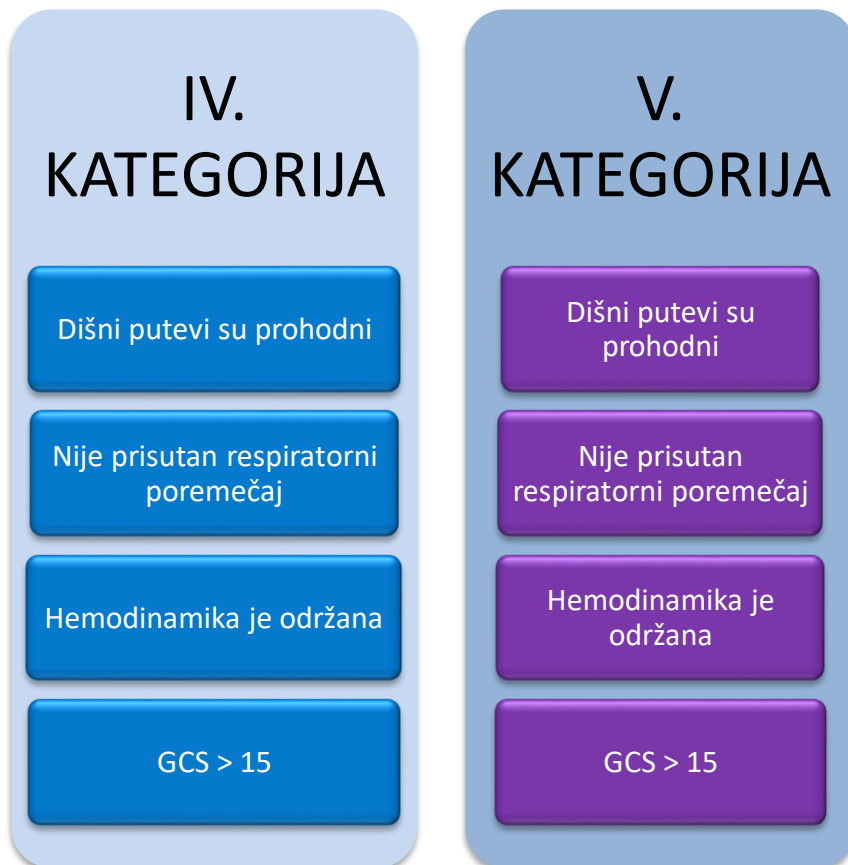 IV.
KATEGORIJA
Dišni putevi su prohodni
Nije prisutan respiratorni
poremečaj
Hemodinamika je održana
GCS > 15
V.
KATEGORIJA
Dišni putevi su
prohodni
Nije prisutan
respiratorni poremečaj
Hemodinamika je
održana
GCS > 15